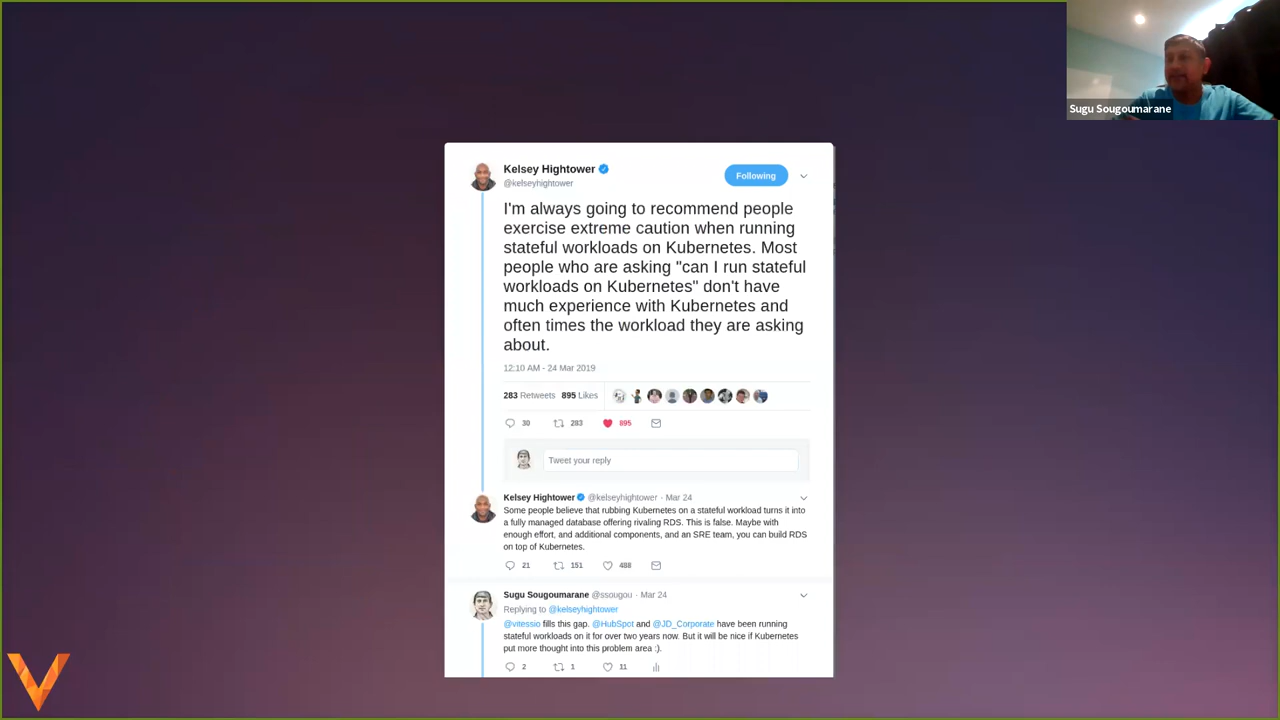 Sugu Sougoumarane
Kelsey Hightower
@kelseyhightower
Following
I'm always going to recommend people
exercise extreme caution when running
stateful workloads on Kubernetes. Most
people who are asking "can I run stateful
workloads on Kubernetes" don't have
much experience with Kubernetes and
often times the workload they are asking
about.
12:10 AM - 24 Mar 2019
283 Retweets 895 Likes
30 283 895
Tweet your reply
Kelsey Hightower @kelseyhightower · Mar 24
Some people believe that rubbing Kubernetes on a stateful workload turns it into
a fully managed database offering rivaling RDS. This is false. Maybe with
enough effort, and additional components, and an SRE team, you can build RDS
on top of Kubernetes.
21 151 488
Sugu Sougoumarane @ssougou · Mar 24
Replying to @kelseyhightower
@vitessio fills this gap. @HubSpot and @JD_Corporate have been running
stateful workloads on it for over two years now. But it will be nice if Kubernetes
put more thought into this problem area :).
2 1 11